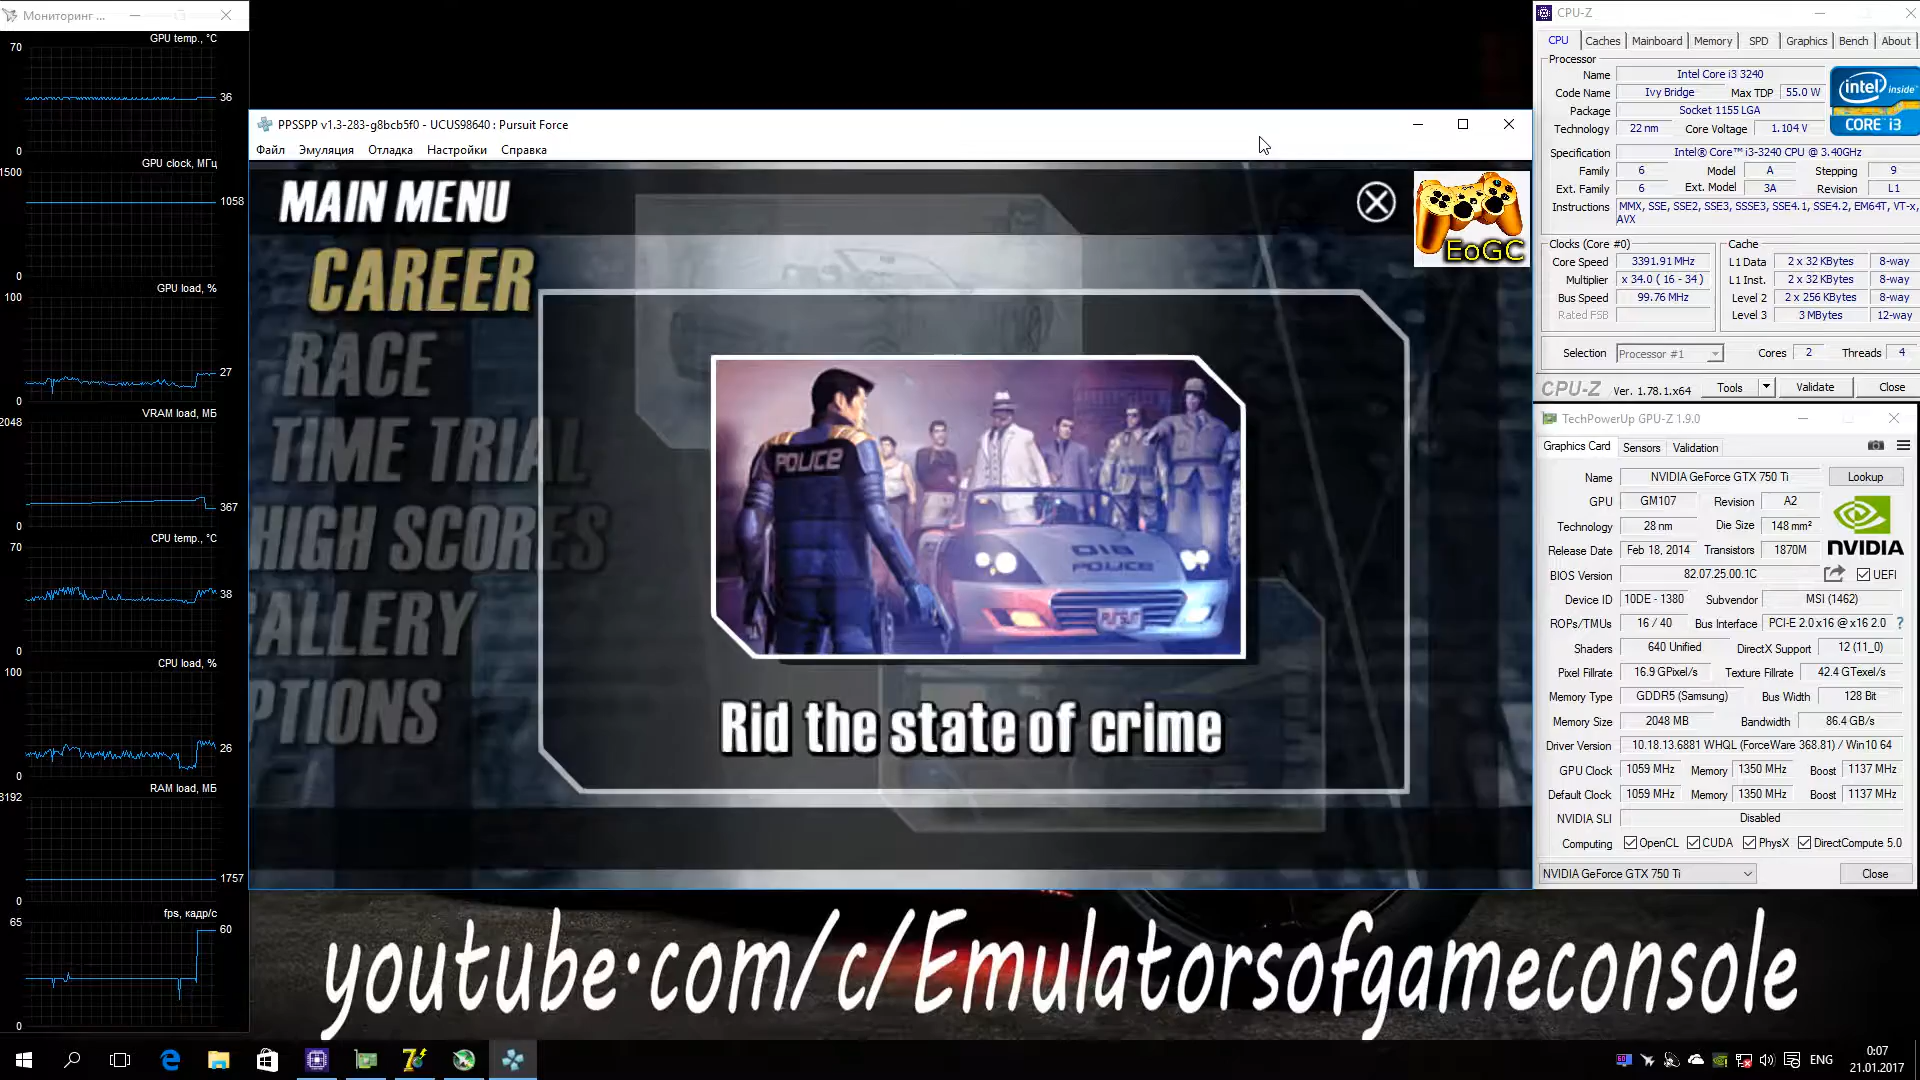 Мониторинг ...
GPU temp., °C
70
36
0
GPU clock, МГц
1500
1058
0
GPU load, %
100
27
0
VRAM load, МБ
2048
367
0
CPU temp., °C
70
38
0
CPU load, %
100
26
0
RAM load, МБ
8192
1757
0
fps, кадр/с
65
60
0
PPSSPP v1.3-283-g8bcb5f0 - UCUS98640 : Pursuit Force
Файл Эмуляция Отладка Настройки Справка
MAIN MENU
CAREER
RACE
TIME TRIAL
HIGH SCORES
GALLERY
OPTIONS
EoGC
POLICE
018
POLICE
PURSUIT
Rid the state of crime
youtube.com/c/Emulatorsofgameconsole
CPU-Z
CPU Caches Mainboard Memory SPD Graphics Bench About
Processor
Name Intel Core i3 3240
Code Name Ivy Bridge Max TDP 55.0 W
Package Socket 1155 LGA
Technology 22 nm Core Voltage 1.104 V
intel inside
CORE i3
Specification Intel® Core™ i3-3240 CPU @ 3.40GHz
Family 6 Model A Stepping 9
Ext. Family 6 Ext. Model 3A Revision L1
Instructions MMX, SSE, SSE2, SSE3, SSSE3, SSE4.1, SSE4.2, EM64T, VT-x,
AVX
Clocks (Core #0) Cache
Core Speed 3391.91 MHz L1 Data 2 x 32 KBytes 8-way
Multiplier x 34.0 ( 16 - 34 ) L1 Inst. 2 x 32 KBytes 8-way
Bus Speed 99.76 MHz Level 2 2 x 256 KBytes 8-way
Rated FSB Level 3 3 MBytes 12-way
Selection Processor #1 Cores 2 Threads 4
CPU-Z Ver. 1.78.1.x64 Tools Validate Close
TechPowerUp GPU-Z 1.9.0
Graphics Card Sensors Validation
Name NVIDIA GeForce GTX 750 Ti Lookup
GPU GM107 Revision A2
Technology 28 nm Die Size 148 mm²
Release Date Feb 18, 2014 Transistors 1870M
NVIDIA
BIOS Version 82.07.25.00.1C UEFI
Device ID 10DE - 1380 Subvendor MSI (1462)
ROPs/TMUs 16 / 40 Bus Interface PCI-E 2.0 x16 @ x16 2.0 ?
Shaders 640 Unified DirectX Support 12 (11_0)
Pixel Fillrate 16.9 GPixel/s Texture Fillrate 42.4 GTexel/s
Memory Type GDDR5 (Samsung) Bus Width 128 Bit
Memory Size 2048 MB Bandwidth 86.4 GB/s
Driver Version 10.18.13.6881 WHQL (ForceWare 368.81) / Win10 64
GPU Clock 1059 MHz Memory 1350 MHz Boost 1137 MHz
Default Clock 1059 MHz Memory 1350 MHz Boost 1137 MHz
NVIDIA SLI Disabled
Computing OpenCL CUDA PhysX DirectCompute 5.0
NVIDIA GeForce GTX 750 Ti Close
60
ENG
0:07
21.01.2017